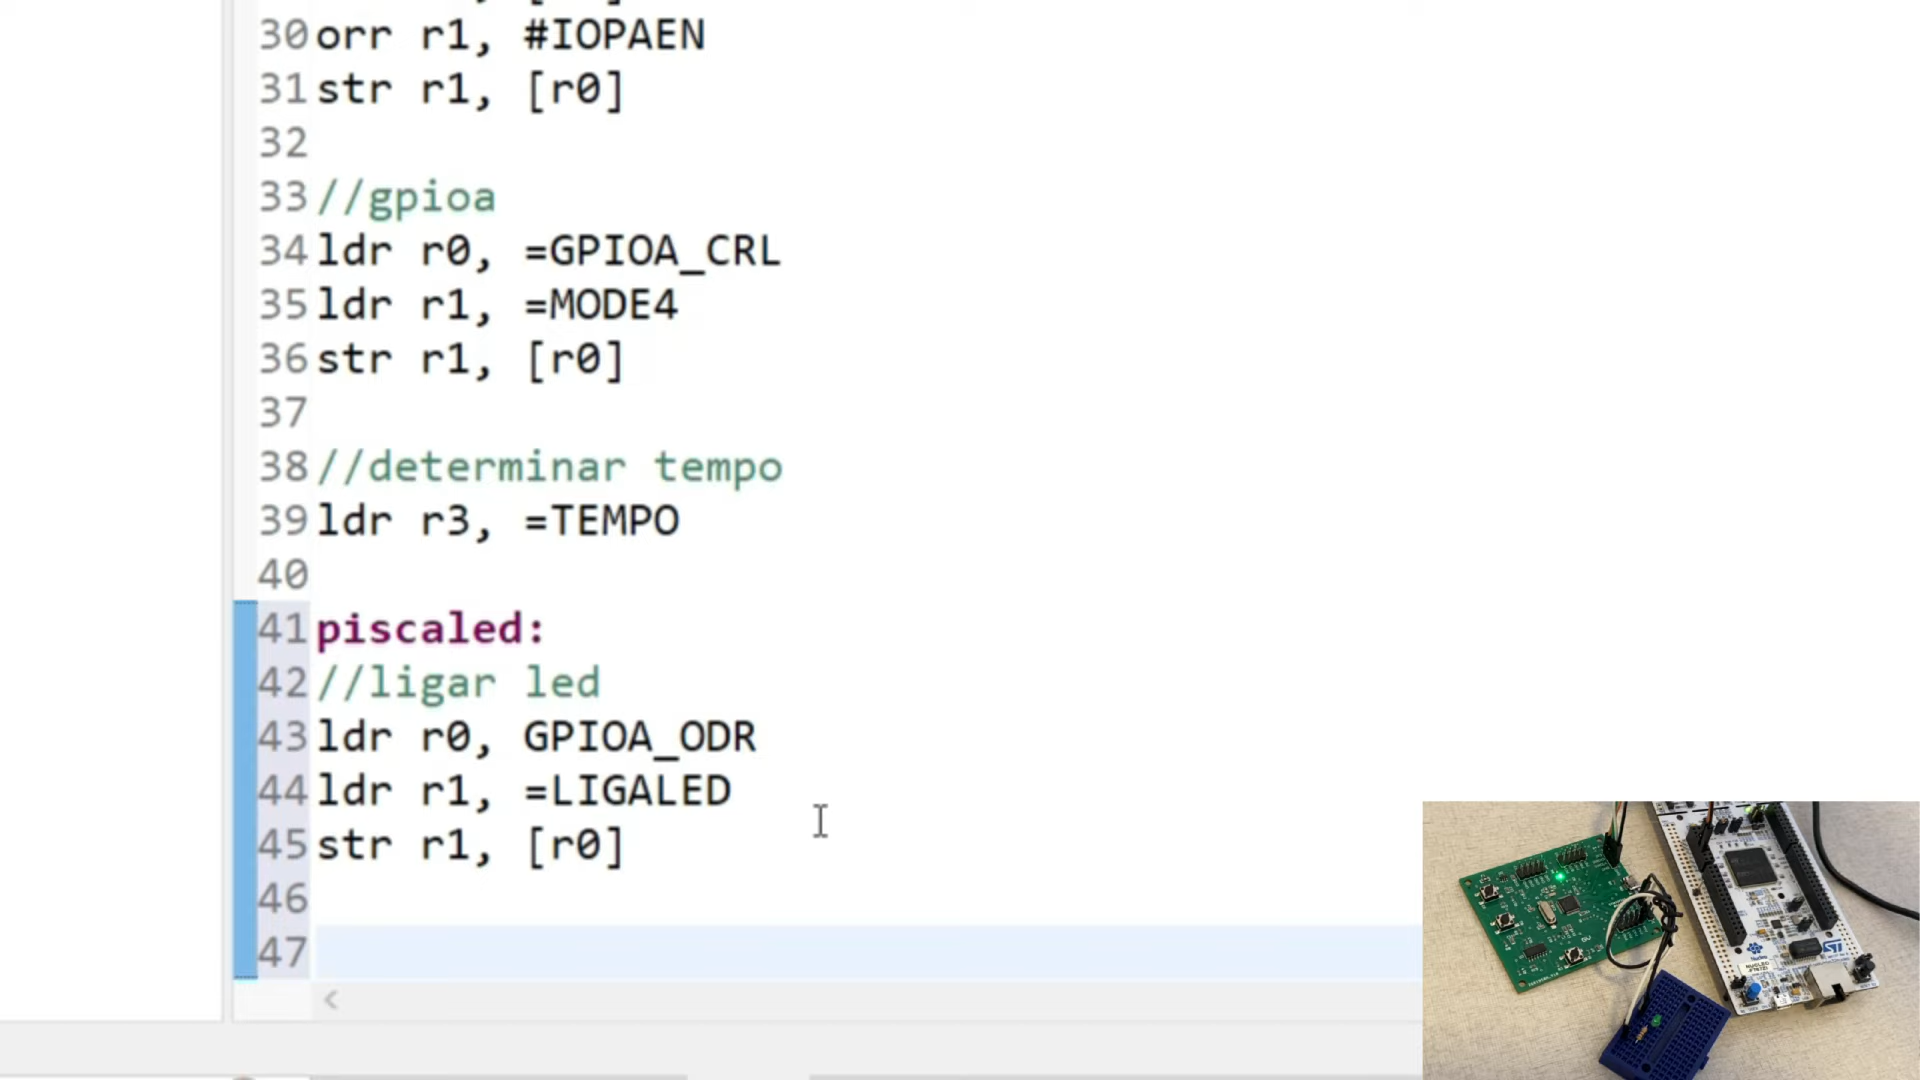 30 orr r1, #IOPAEN
31 str r1, [r0]
32
33 //gpioa
34 ldr r0, =GPIOA_CRL
35 ldr r1, =MODE4
36 str r1, [r0]
37
38 //determinar tempo
39 ldr r3, =TEMPO
40
41 piscaled:
42 //ligar led
43 ldr r0, GPIOA_ODR
44 ldr r1, =LIGALED
45 str r1, [r0]
46
47